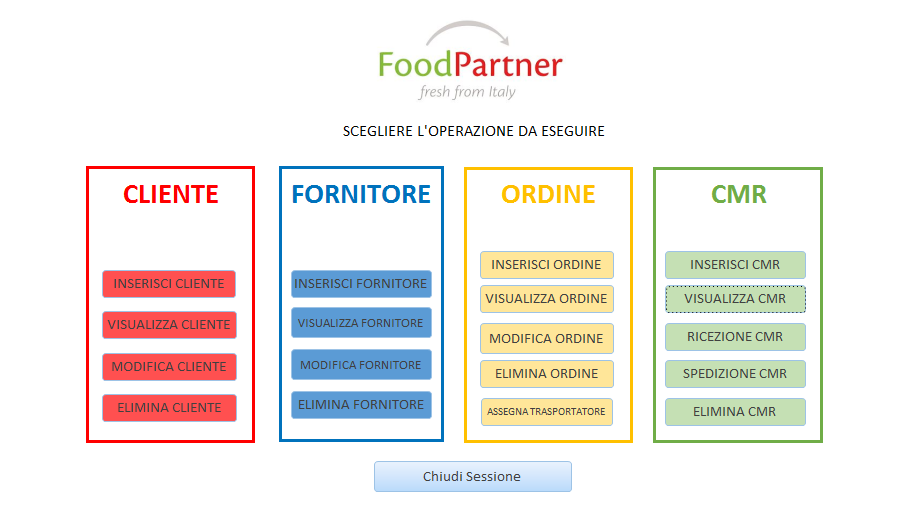 FoodPartner
fresh from Italy
SCEGLIERE L'OPERAZIONE DA ESEGUIRE
CLIENTE
INSERISCI CLIENTE
VISUALIZZA CLIENTE
MODIFICA CLIENTE
ELIMINA CLIENTE
FORNITORE
INSERISCI FORNITORE
VISUALIZZA FORNITORE
MODIFICA FORNITORE
ELIMINA FORNITORE
ORDINE
INSERISCI ORDINE
VISUALIZZA ORDINE
MODIFICA ORDINE
ELIMINA ORDINE
ASSEGNA TRASPORTATORE
CMR
INSERISCI CMR
VISUALIZZA CMR
RICEZIONE CMR
SPEDIZIONE CMR
ELIMINA CMR
Chiudi Sessione